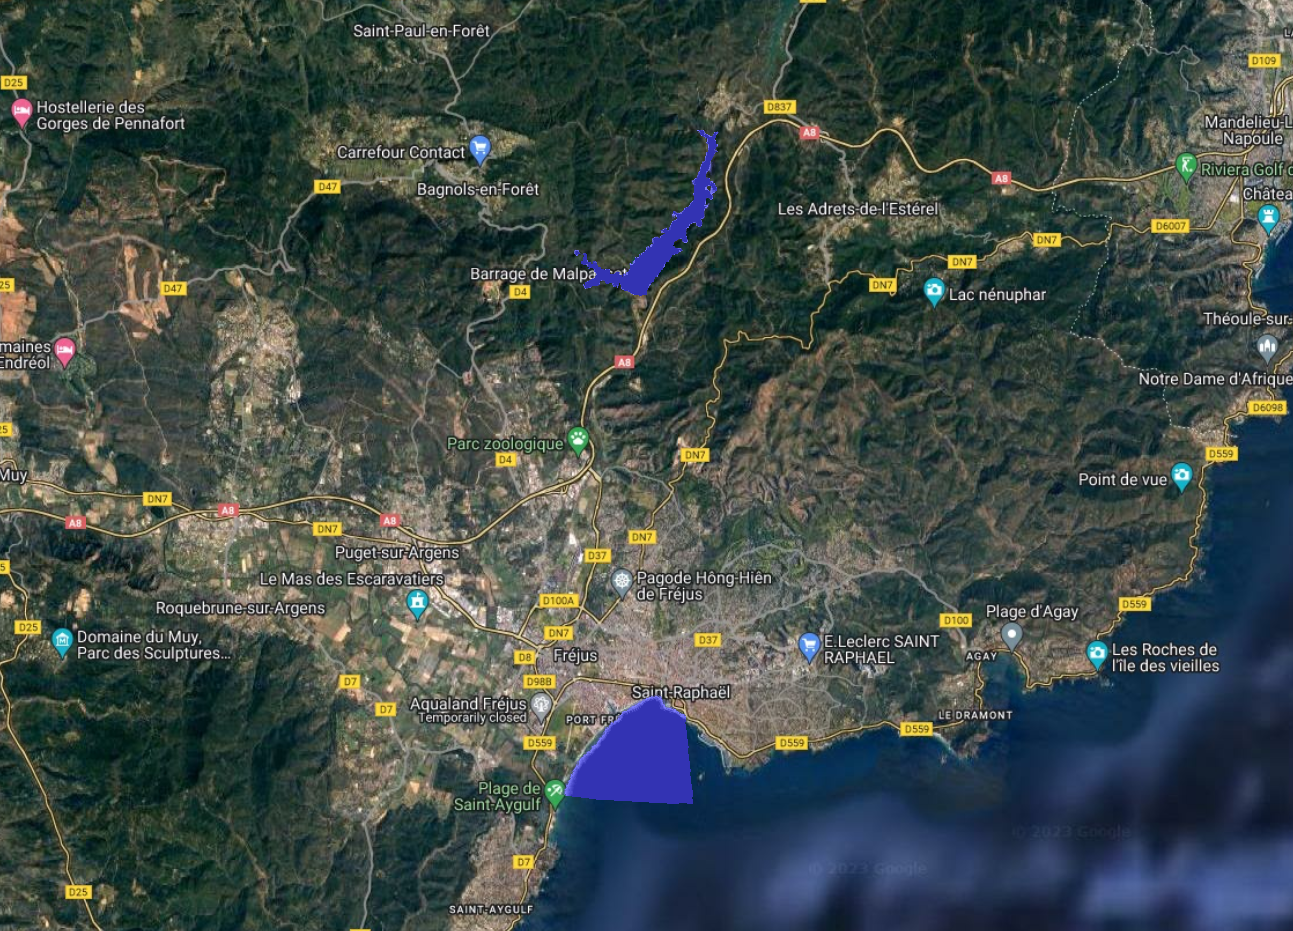 Saint-Paul-en-Forêt
D25
Hostellerie des
Gorges de Pennafort
D837
A8
D109
Mandelieu-L
Napoule
Carrefour Contact
Bagnols-en-Forêt
D47
A8
Riviera Golf d
Châtea
Les Adrets-de-l'Estérel
D6007
DN7
DN7
Barrage de Malpa
D4
D47
25
DN7
Lac nénuphar
Théoule-sur-
maines
Endréol
A8
Notre Dame d'Afrique
D6098
25
Parc zoologique
D4
DN7
D559
Muy
Point de vue
DN7
A8
A8
A8
DN7
DN7
Puget-sur-Argens
D37
5
Le Mas des Escaravatiers
Pagode Hông-Hiên
de Fréjus
Roquebrune-sur-Argens
D100A
D559
Plage d'Agay
D100
D25
Domaine du Muy,
Parc des Sculptures...
DN7
D37
E.Leclerc SAINT
RAPHAEL
D8
Fréjus
AGAY
Les Roches de
l'île des vieilles
D7
D98B
Saint-Raphaël
D7
Aqualand Fréjus
Temporarily closed
PORT FR
LE DRAMONT
D559
D559
D559
Plage de
Saint-Aygulf
© 2023 Google
D7
© 2023 Google
D25
SAINT-AYGULF